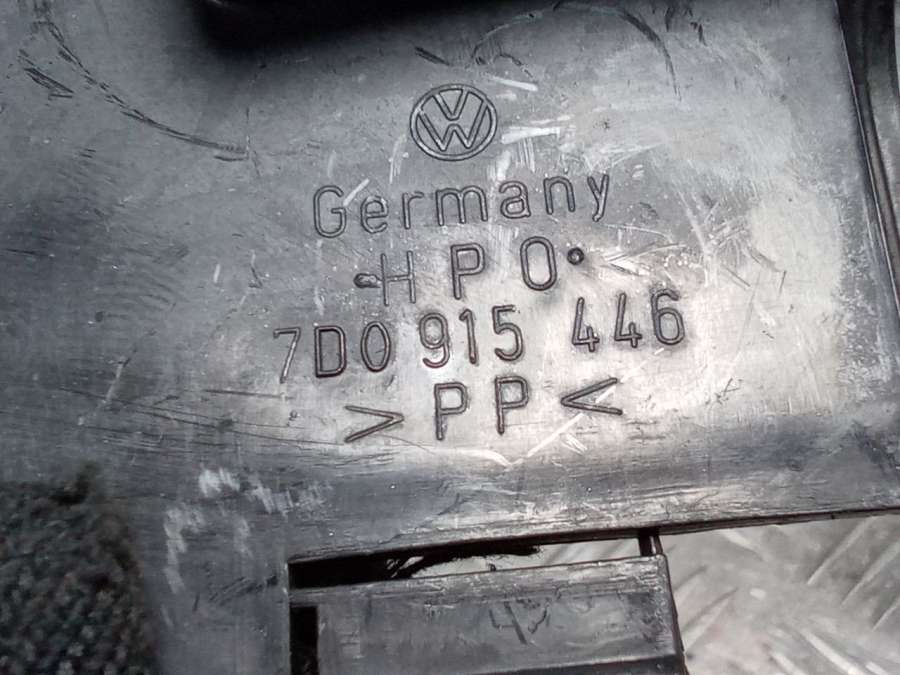 Germany
HPO
7D0 915 446
>PP<